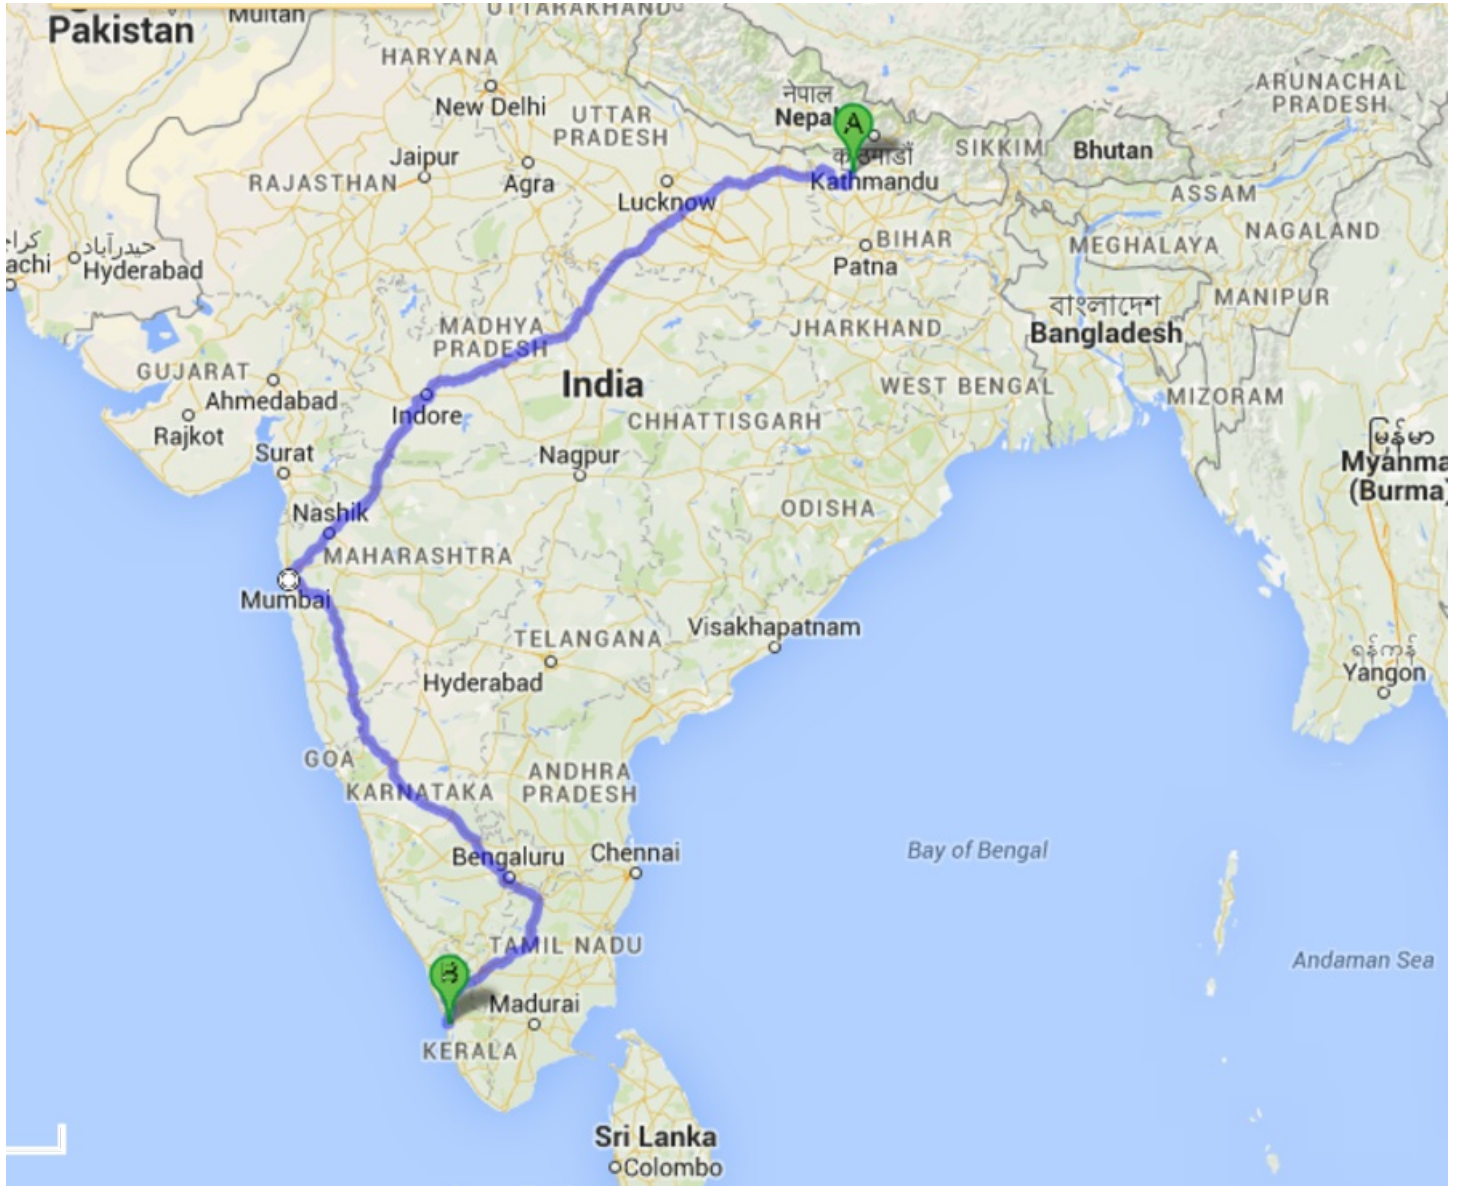 UTTARAKHAND
Multan
Pakistan
HARYANA
New Delhi
UTTAR
PRADESH
नेपाल
Nepal
A
काठमाडौं
Kathmandu
SIKKIM
Bhutan
ARUNACHAL
PRADESH
ASSAM
Jaipur
RAJASTHAN
Agra
Lucknow
BIHAR
Patna
MEGHALAYA
NAGALAND
MANIPUR
حیدرآباد
Hyderabad
achi
বাংলাদেশ
Bangladesh
MADHYA
PRADESH
JHARKHAND
GUJARAT
Ahmedabad
Rajkot
Indore
India
WEST BENGAL
MIZORAM
CHHATTISGARH
Surat
Nagpur
မြန်မာ
Myanma
(Burma)
Nashik
ODISHA
MAHARASHTRA
Mumbai
TELANGANA
Hyderabad
Visakhapatnam
ရန်ကုန်
Yangon
GOA
KARNATAKA
ANDHRA
PRADESH
Bengaluru
Chennai
Bay of Bengal
TAMIL NADU
Andaman Sea
B
Madurai
KERALA
Sri Lanka
Colombo